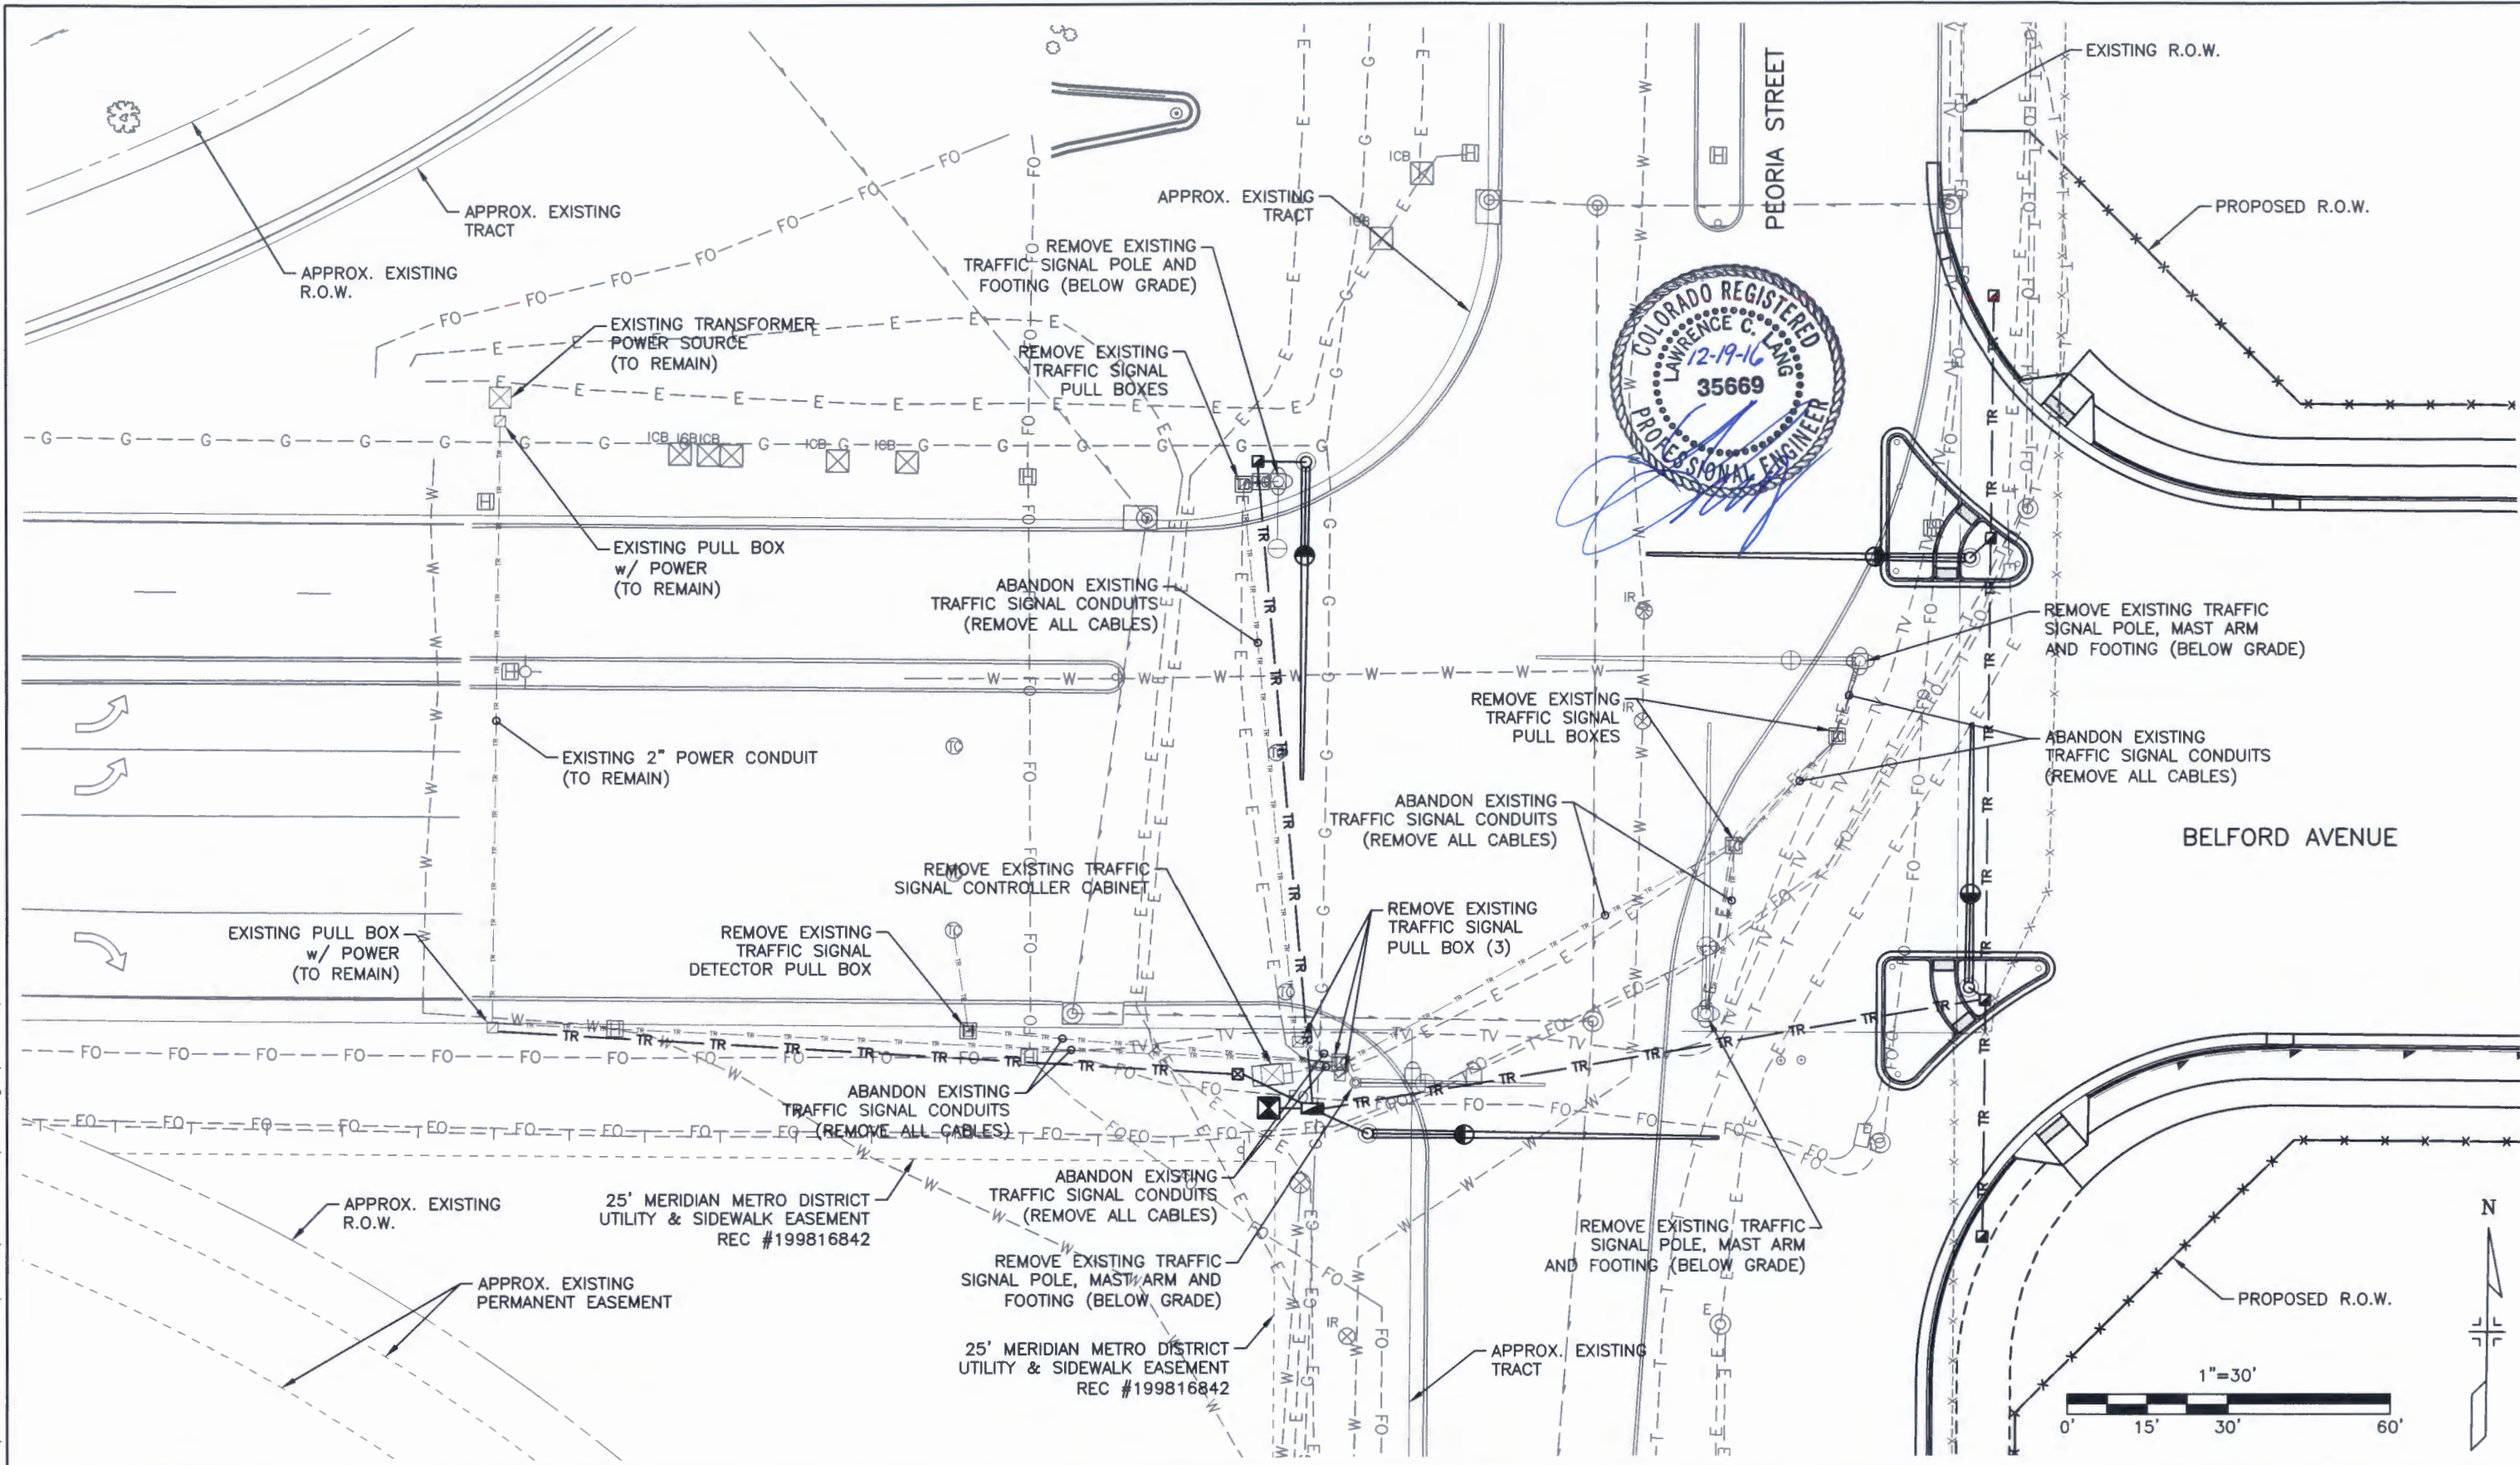 EXISTING R.O.W.
PEORIA STREET
APPROX. EXISTING
TRACT
APPROX. EXISTING
R.O.W.
APPROX. EXISTING
TRACT
PROPOSED R.O.W.
REMOVE EXISTING
TRAFFIC SIGNAL POLE AND
FOOTING (BELOW GRADE)
EXISTING TRANSFORMER
POWER SOURCE
(TO REMAIN)
REMOVE EXISTING
TRAFFIC SIGNAL
PULL BOXES
COLORADO REGISTERED
LAWRENCE C. LANG
12-19-16
35669
PROFESSIONAL ENGINEER
EXISTING PULL BOX
w/ POWER
(TO REMAIN)
ABANDON EXISTING
TRAFFIC SIGNAL CONDUITS
(REMOVE ALL CABLES)
REMOVE EXISTING TRAFFIC
SIGNAL POLE, MAST ARM
AND FOOTING (BELOW GRADE)
REMOVE EXISTING
TRAFFIC SIGNAL
PULL BOXES
EXISTING 2" POWER CONDUIT
(TO REMAIN)
ABANDON EXISTING
TRAFFIC SIGNAL CONDUITS
(REMOVE ALL CABLES)
ABANDON EXISTING
TRAFFIC SIGNAL CONDUITS
(REMOVE ALL CABLES)
BELFORD AVENUE
REMOVE EXISTING TRAFFIC
SIGNAL CONTROLLER CABINET
EXISTING PULL BOX
w/ POWER
(TO REMAIN)
REMOVE EXISTING
TRAFFIC SIGNAL
DETECTOR PULL BOX
REMOVE EXISTING
TRAFFIC SIGNAL
PULL BOX (3)
ABANDON EXISTING
TRAFFIC SIGNAL CONDUITS
(REMOVE ALL CABLES)
APPROX. EXISTING
R.O.W.
25' MERIDIAN METRO DISTRICT
UTILITY & SIDEWALK EASEMENT
REC #199816842
ABANDON EXISTING
TRAFFIC SIGNAL CONDUITS
(REMOVE ALL CABLES)
REMOVE EXISTING TRAFFIC
SIGNAL POLE, MAST ARM
AND FOOTING (BELOW GRADE)
APPROX. EXISTING
PERMANENT EASEMENT
REMOVE EXISTING TRAFFIC
SIGNAL POLE, MAST ARM AND
FOOTING (BELOW GRADE)
25' MERIDIAN METRO DISTRICT
UTILITY & SIDEWALK EASEMENT
REC #199816842
APPROX. EXISTING
TRACT
PROPOSED R.O.W.
N
1"=30'
0' 15' 30' 60'